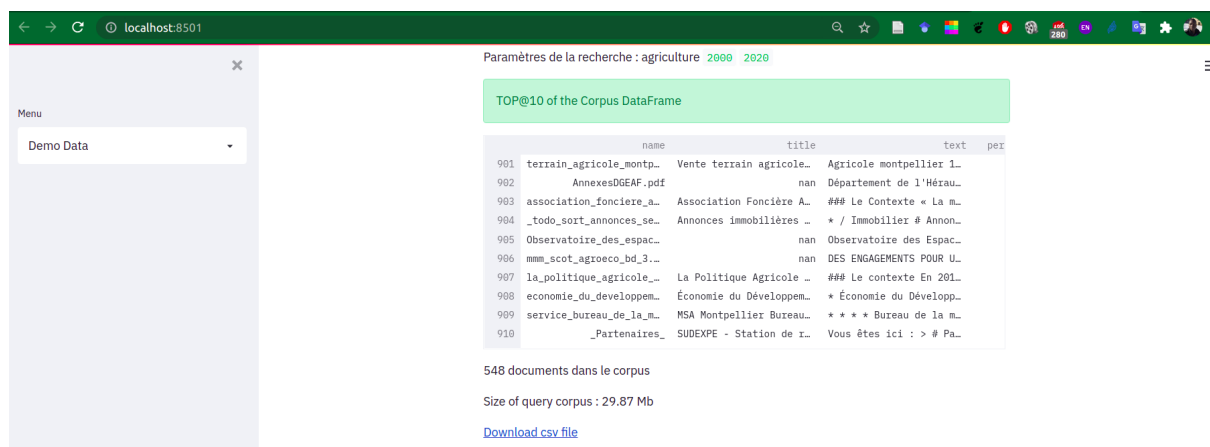 localhost:8501
280
EN
Paramètres de la recherche : agriculture 2000 2020
Menu
Demo Data
TOP@10 of the Corpus DataFrame
name title text per
901 terrain_agricole_montp… Vente terrain agricole… Agricole montpellier 1…
902 AnnexesDGEAF.pdf nan Département de l'Hérau…
903 association_fonciere_a… Association Foncière A… ### Le Contexte « La m…
904 _todo_sort_annonces_se… Annonces immobilières … * / Immobilier # Annon…
905 Observatoire_des_espac… nan Observatoire des Espac…
906 mmm_scot_agroeco_bd_3.… nan DES ENGAGEMENTS POUR U…
907 la_politique_agricole_… La Politique Agricole … ### Le contexte En 201…
908 economie_du_developpem… Économie du Développem… * Économie du Développ…
909 service_bureau_de_la_m… MSA Montpellier Bureau… * * * * Bureau de la m…
910 _Partenaires_ SUDEXPE - Station de r… Vous êtes ici : > # Pa…
548 documents dans le corpus
Size of query corpus : 29.87 Mb
Download csv file